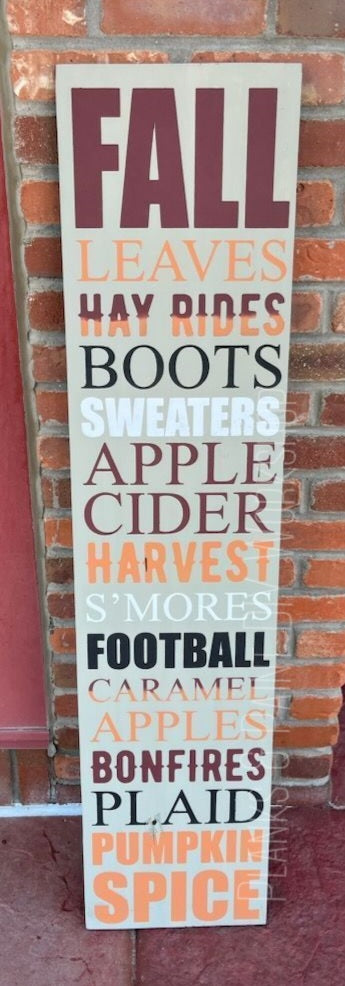 FALL
LEAVES
HAY RIDES
BOOTS
SWEATERS
APPLE
CIDER
HARVEST
S'MORES
FOOTBALL
CARAMEL
APPLES
BONFIRES
PLAID
PUMPKIN
SPICE